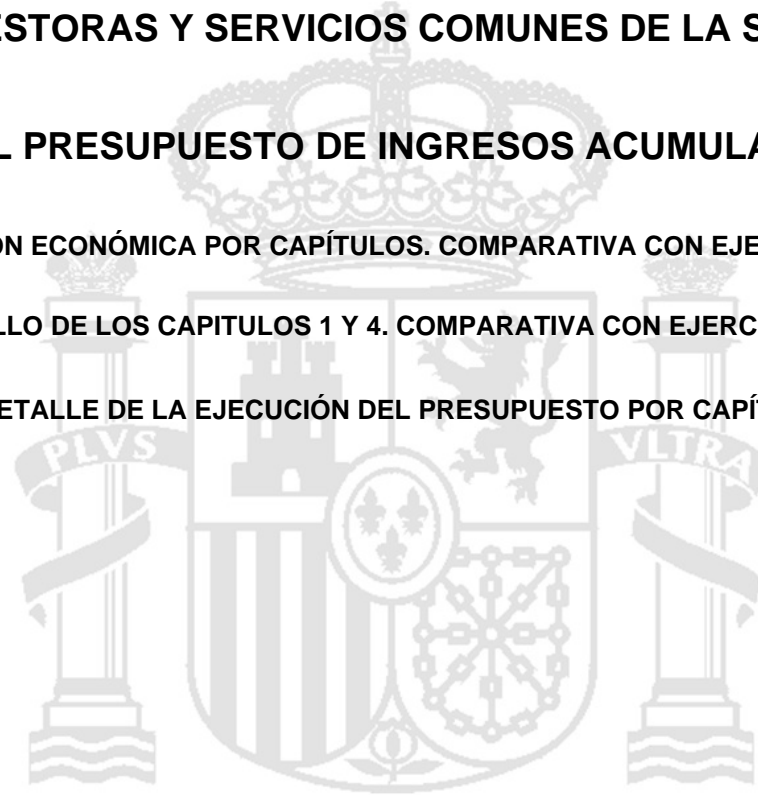 ESTORAS Y SERVICIOS COMUNES DE LA S
L PRESUPUESTO DE INGRESOS ACUMULA
ÓN ECONÓMICA POR CAPÍTULOS. COMPARATIVA CON EJE
LLO DE LOS CAPITULOS 1 Y 4. COMPARATIVA CON EJERC
ETALLE DE LA EJECUCIÓN DEL PRESUPUESTO POR CAPÍ
PLVS VLTRA